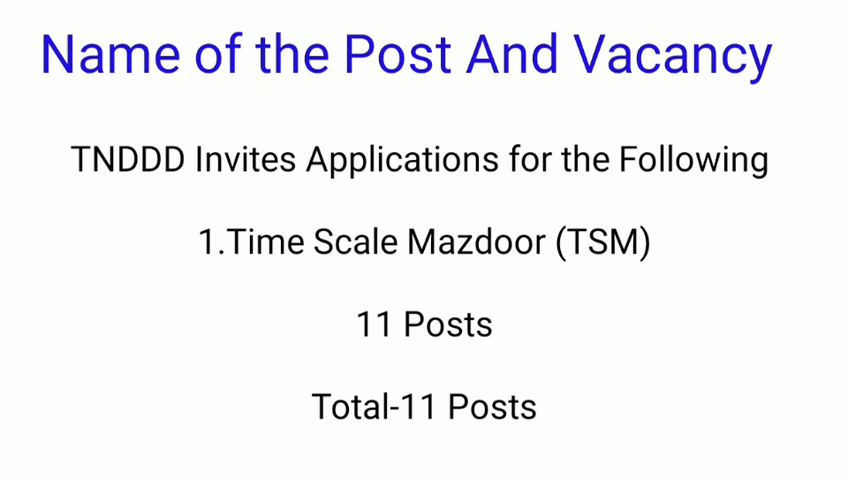 Name of the Post And Vacancy
TNDDD Invites Applications for the Following
1.Time Scale Mazdoor (TSM)
11 Posts
Total-11 Posts